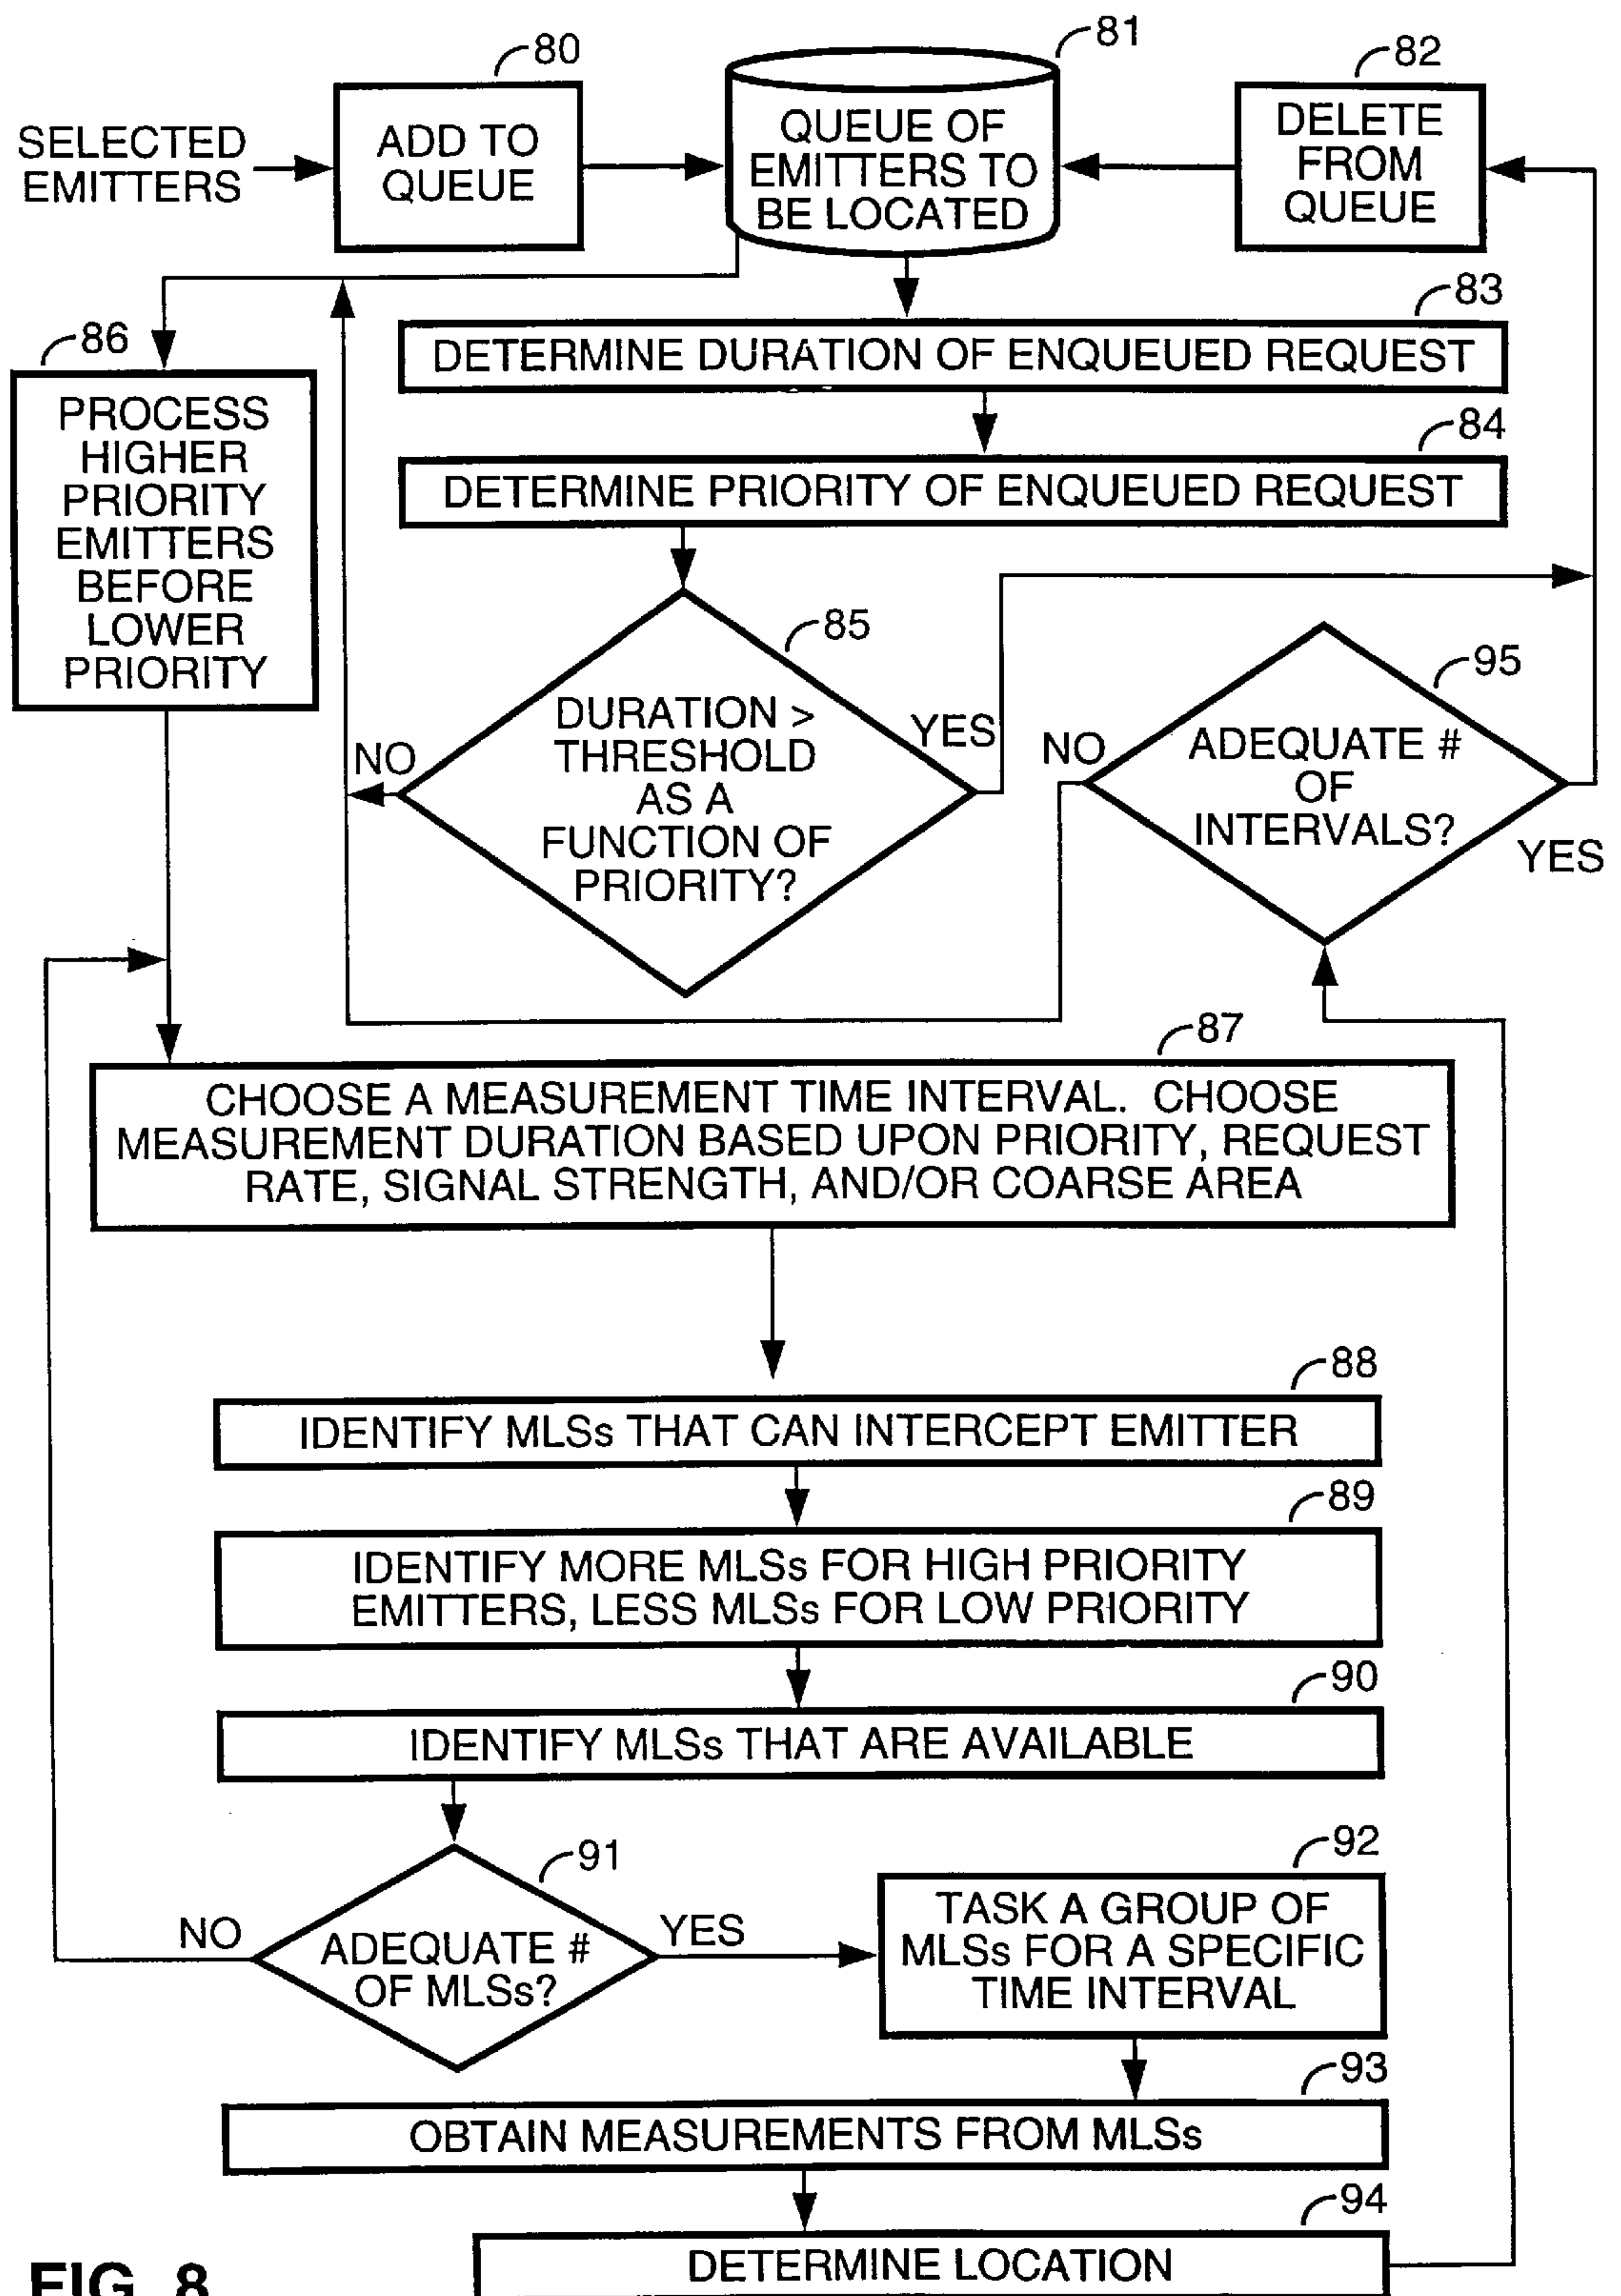 80
81
82
SELECTED
EMITTERS
ADD TO
QUEUE
QUEUE OF
EMITTERS TO
BE LOCATED
DELETE
FROM
QUEUE
83
DETERMINE DURATION OF ENQUEUED REQUEST
84
DETERMINE PRIORITY OF ENQUEUED REQUEST
86
PROCESS
HIGHER
PRIORITY
EMITTERS
BEFORE
LOWER
PRIORITY
85
DURATION >
THRESHOLD
AS A
FUNCTION OF
PRIORITY?
NO
YES
95
ADEQUATE #
OF
INTERVALS?
NO
YES
87
CHOOSE A MEASUREMENT TIME INTERVAL. CHOOSE
MEASUREMENT DURATION BASED UPON PRIORITY, REQUEST
RATE, SIGNAL STRENGTH, AND/OR COARSE AREA
88
IDENTIFY MLSs THAT CAN INTERCEPT EMITTER
89
IDENTIFY MORE MLSs FOR HIGH PRIORITY
EMITTERS, LESS MLSs FOR LOW PRIORITY
90
IDENTIFY MLSs THAT ARE AVAILABLE
91
ADEQUATE #
OF MLSs?
NO
YES
92
TASK A GROUP OF
MLSs FOR A SPECIFIC
TIME INTERVAL
93
OBTAIN MEASUREMENTS FROM MLSs
94
DETERMINE LOCATION
FIG. 8